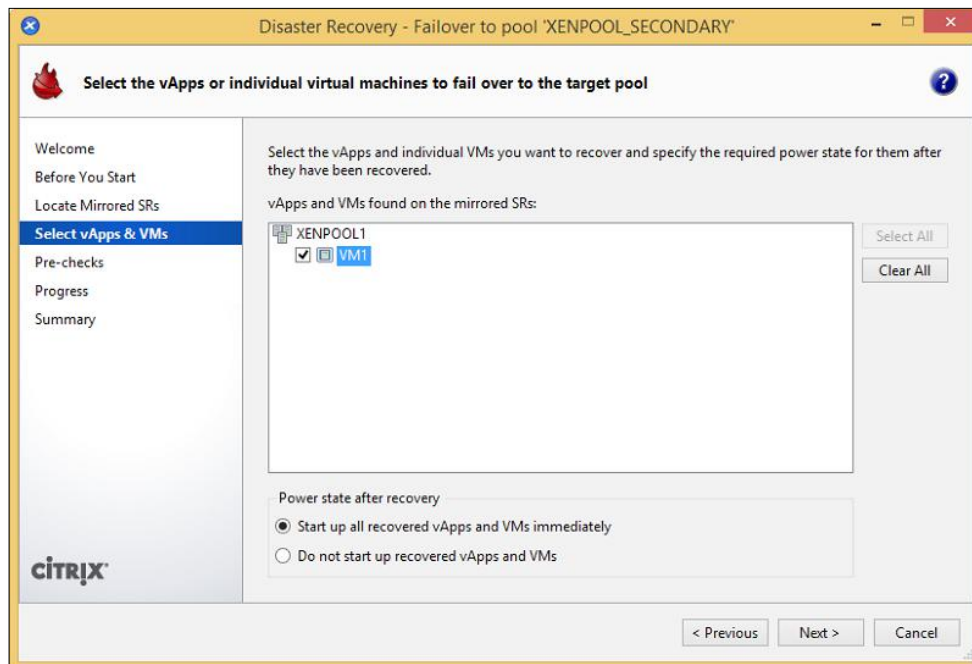 Disaster Recovery - Failover to pool 'XENPOOL_SECONDARY'
Select the vApps or individual virtual machines to fail over to the target pool
?
Welcome
Before You Start
Locate Mirrored SRs
Select vApps & VMs
Pre-checks
Progress
Summary
Select the vApps and individual VMs you want to recover and specify the required power state for them after
they have been recovered.
vApps and VMs found on the mirrored SRs:
XENPOOL1
VM1
Select All
Clear All
Power state after recovery
Start up all recovered vApps and VMs immediately
Do not start up recovered vApps and VMs
CITRIX
< Previous
Next >
Cancel